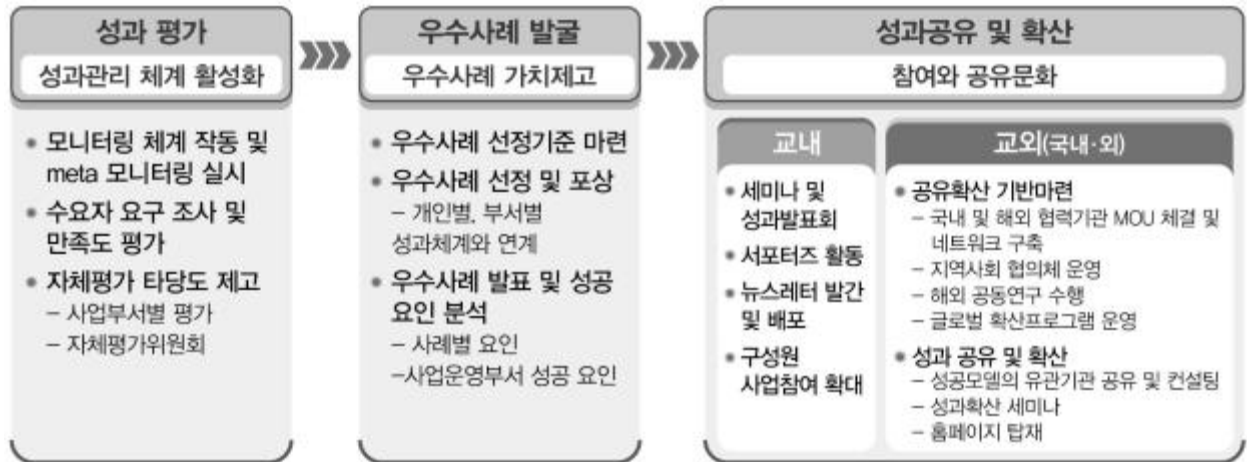 성과 평가
성과관리 체계 활성화
• 모니터링 체계 작동 및
meta 모니터링 실시
• 수요자 요구 조사 및
만족도 평가
• 자체평가 타당도 제고
– 사업부서별 평가
– 자체평가위원회
우수사례 발굴
우수사례 가치제고
• 우수사례 선정기준 마련
• 우수사례 선정 및 포상
– 개인별, 부서별
성과체계와 연계
• 우수사례 발표 및 성공
요인 분석
– 사례별 요인
–사업운영부서 성공 요인
성과공유 및 확산
참여와 공유문화
교내
• 세미나 및
성과발표회
• 서포터즈 활동
• 뉴스레터 발간
및 배포
• 구성원
사업참여 확대
교외(국내·외)
• 공유확산 기반마련
– 국내 및 해외 협력기관 MOU 체결 및
네트워크 구축
– 지역사회 협의체 운영
– 해외 공동연구 수행
– 글로벌 확산프로그램 운영
• 성과 공유 및 확산
– 성공모델의 유관기관 공유 및 컨설팅
– 성과확산 세미나
– 홈페이지 탑재